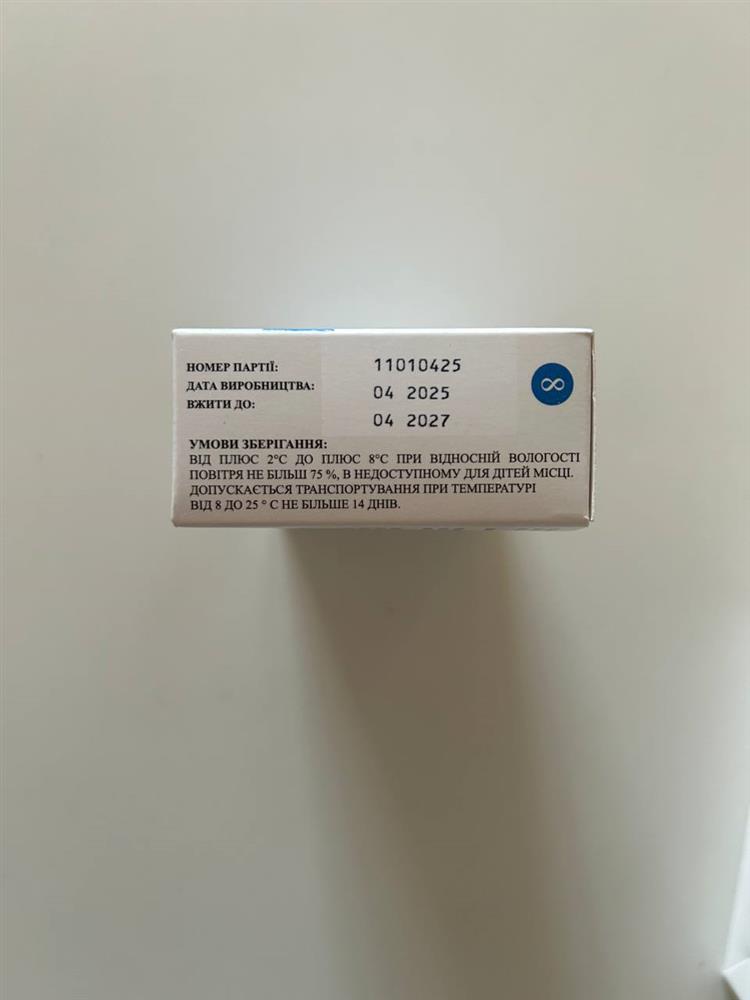 НОМЕР ПАРТІЇ: 11010425
ДАТА ВИРОБНИЦТВА: 04 2025
ВЖИТИ ДО: 04 2027
УМОВИ ЗБЕРІГАННЯ:
ВІД ПЛЮС 2°С ДО ПЛЮС 8°С ПРИ ВІДНОСНІЙ ВОЛОГОСТІ
ПОВІТРЯ НЕ БІЛЬШ 75 %, В НЕДОСТУПНОМУ ДЛЯ ДІТЕЙ МІСЦІ.
ДОПУСКАЄТЬСЯ ТРАНСПОРТУВАННЯ ПРИ ТЕМПЕРАТУРІ
ВІД 8 ДО 25 ° С НЕ БІЛЬШЕ 14 ДНІВ.